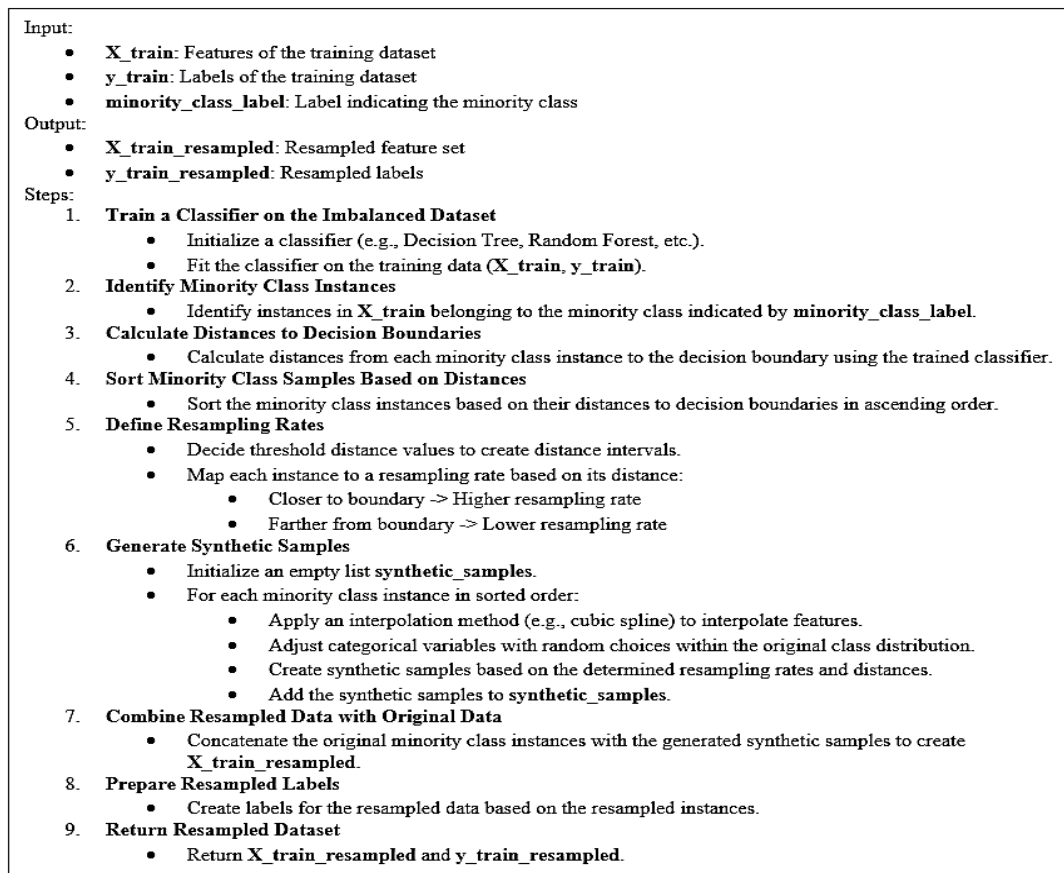 Input:
• X_train: Features of the training dataset
• y_train: Labels of the training dataset
• minority_class_label: Label indicating the minority class
Output:
• X_train_resampled: Resampled feature set
• y_train_resampled: Resampled labels
Steps:
1. Train a Classifier on the Imbalanced Dataset
• Initialize a classifier (e.g., Decision Tree, Random Forest, etc.).
• Fit the classifier on the training data (X_train, y_train).
2. Identify Minority Class Instances
• Identify instances in X_train belonging to the minority class indicated by minority_class_label.
3. Calculate Distances to Decision Boundaries
• Calculate distances from each minority class instance to the decision boundary using the trained classifier.
4. Sort Minority Class Samples Based on Distances
• Sort the minority class instances based on their distances to decision boundaries in ascending order.
5. Define Resampling Rates
• Decide threshold distance values to create distance intervals.
• Map each instance to a resampling rate based on its distance:
• Closer to boundary -> Higher resampling rate
• Farther from boundary -> Lower resampling rate
6. Generate Synthetic Samples
• Initialize an empty list synthetic_samples.
• For each minority class instance in sorted order:
• Apply an interpolation method (e.g., cubic spline) to interpolate features.
• Adjust categorical variables with random choices within the original class distribution.
• Create synthetic samples based on the determined resampling rates and distances.
• Add the synthetic samples to synthetic_samples.
7. Combine Resampled Data with Original Data
• Concatenate the original minority class instances with the generated synthetic samples to create
X_train_resampled.
8. Prepare Resampled Labels
• Create labels for the resampled data based on the resampled instances.
9. Return Resampled Dataset
• Return X_train_resampled and y_train_resampled.